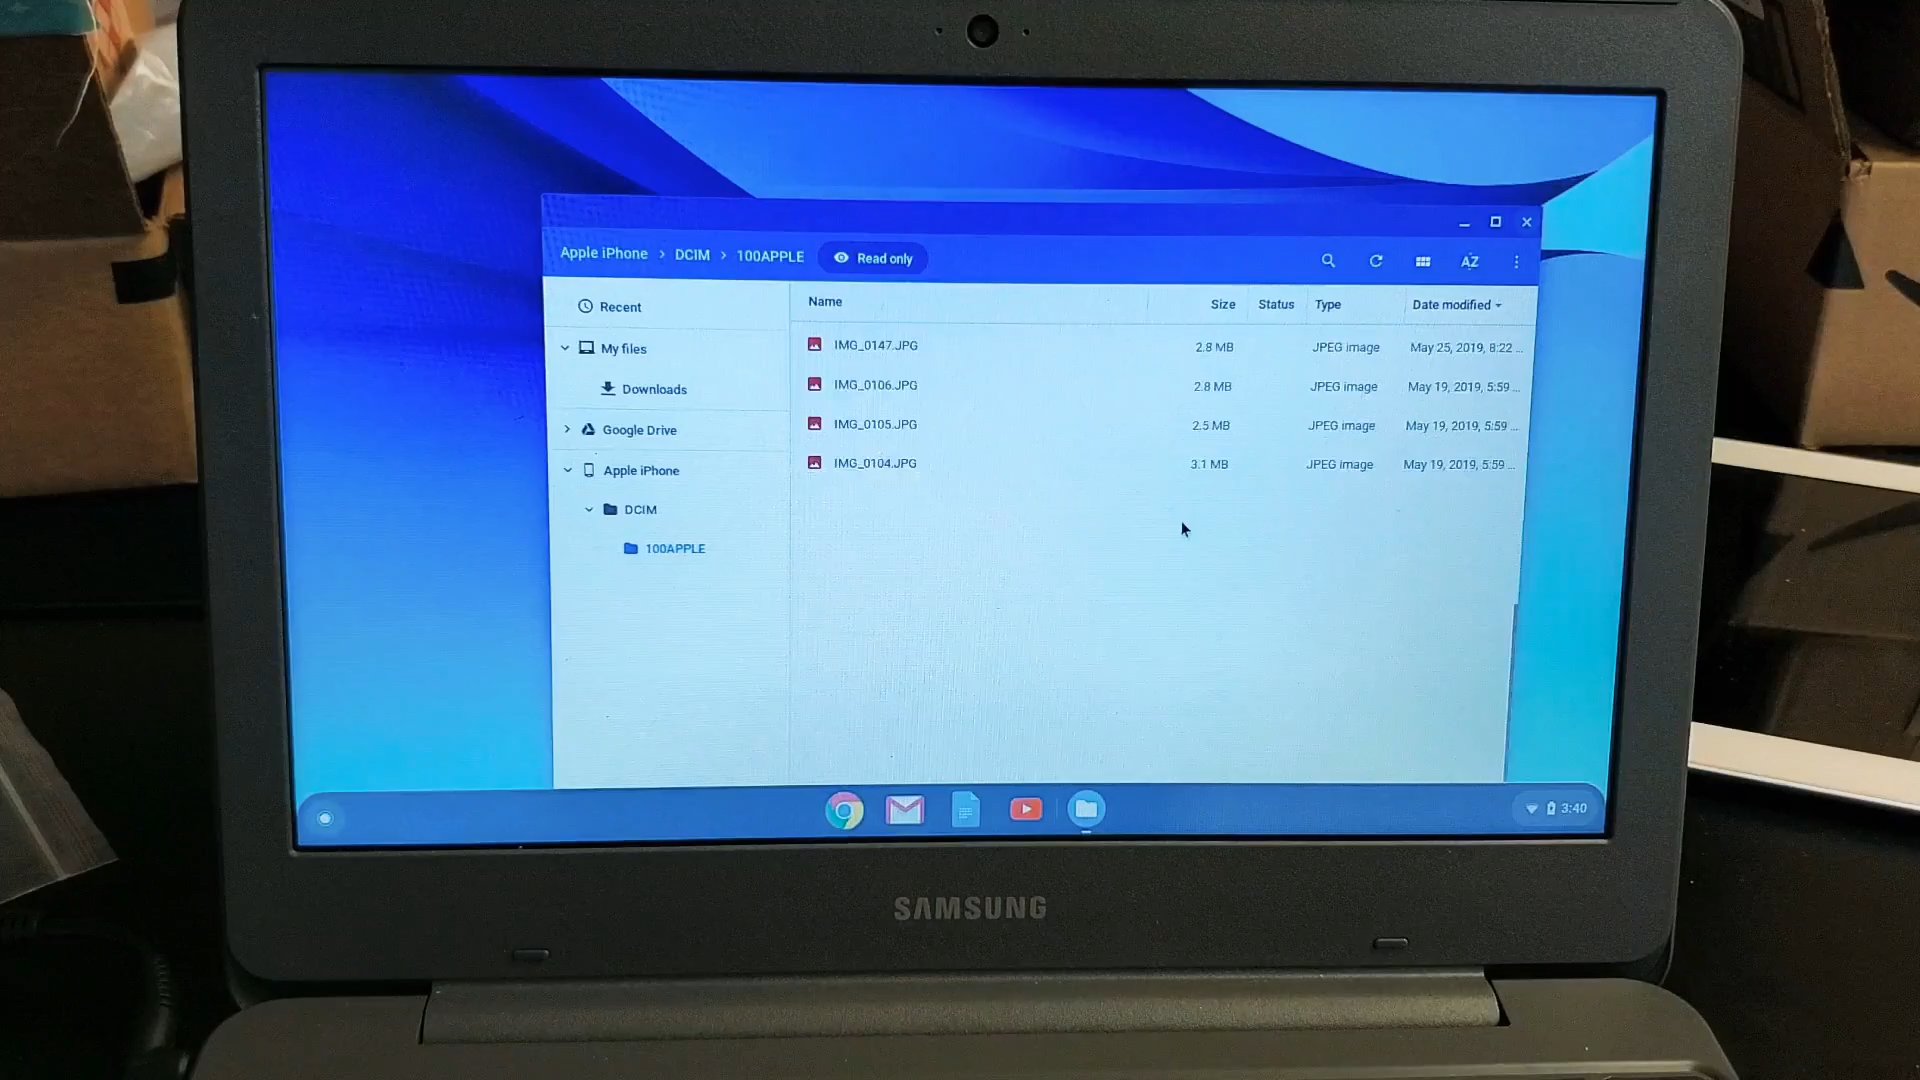 Apple iPhone > DCIM > 100APPLE Read only
AZ
Recent
My files
Downloads
Google Drive
Apple iPhone
DCIM
100APPLE
Name Size Status Type Date modified
IMG_0147.JPG 2.8 MB JPEG image May 25, 2019, 8:22 ...
IMG_0106.JPG 2.8 MB JPEG image May 19, 2019, 5:59 ...
IMG_0105.JPG 2.5 MB JPEG image May 19, 2019, 5:59 ...
IMG_0104.JPG 3.1 MB JPEG image May 19, 2019, 5:59 ...
3:40
SAMSUNG